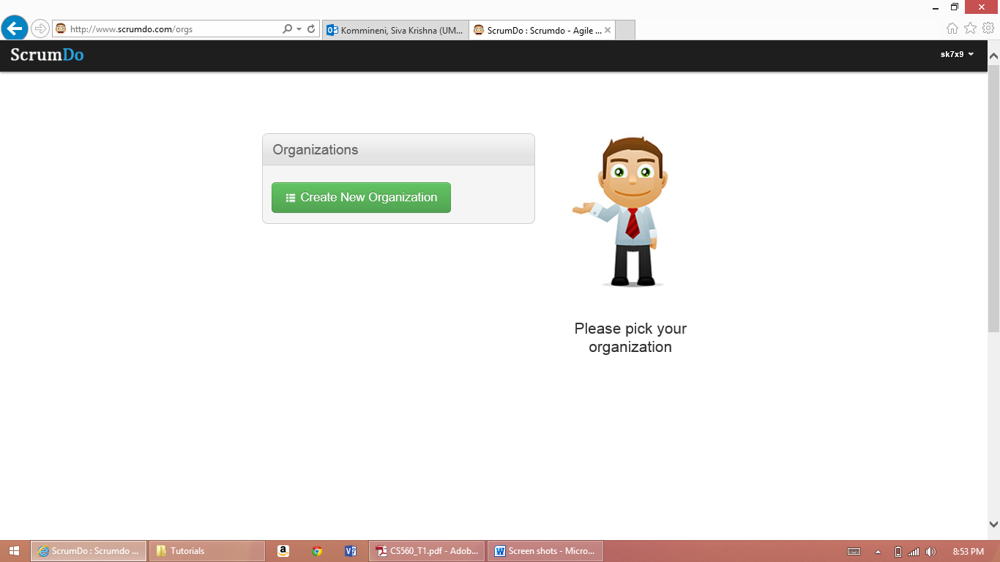 http://www.scrumdo.com/orgs
Kommineni, Siva Krishna (UM...
ScrumDo : Scrumdo - Agile ...
ScrumDo
sk7x9
Organizations
Create New Organization
Please pick your
organization
ScrumDo : Scrumdo ...
Tutorials
CS560_T1.pdf - Adob...
Screen shots - Micro...
8:53 PM